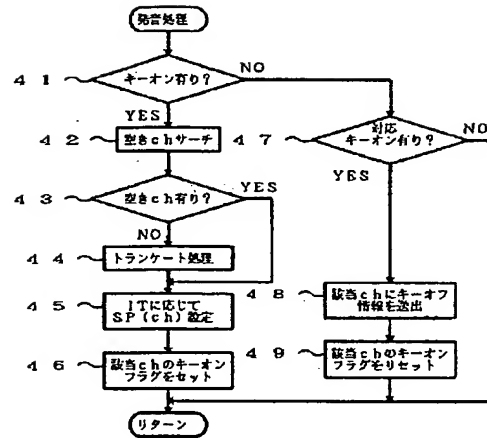 発音処理
４１
キーオン有り？
NO
YES
４２
空きｃｈサーチ
４７
対応
キーオン有り？
NO
４３
空きｃｈ有り？
YES
YES
NO
４４
トランケート処理
４５
ＩＴに応じて
ＳＰ（ｃｈ）設定
４８
該当ｃｈにキーオフ
情報を送出
４６
該当ｃｈのキーオン
フラグをセット
４９
該当ｃｈのキーオン
フラグをリセット
リターン